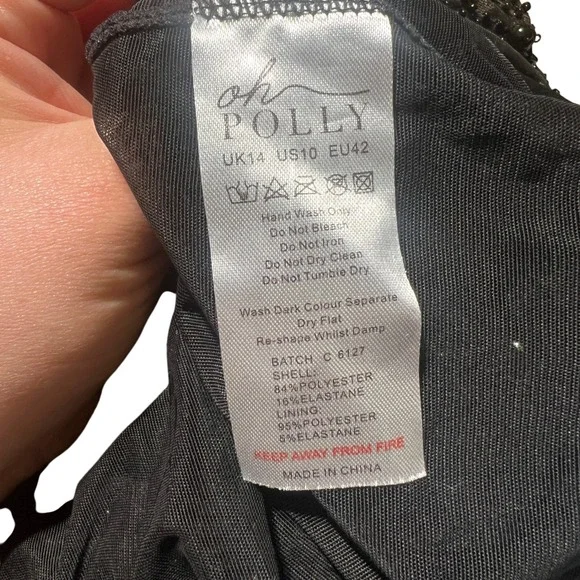 oh
POLLY
UK14 US10 EU42
Hand Wash Only
Do Not Bleach
Do Not Iron
Do Not Dry Clean
Do Not Tumble Dry
Wash Dark Colour Separate
Dry Flat
Re-shape Whilst Damp
BATCH C 6127
SHELL:
84%POLYESTER
16%ELASTANE
LINING:
95%POLYESTER
5%ELASTANE
KEEP AWAY FROM FIRE
MADE IN CHINA